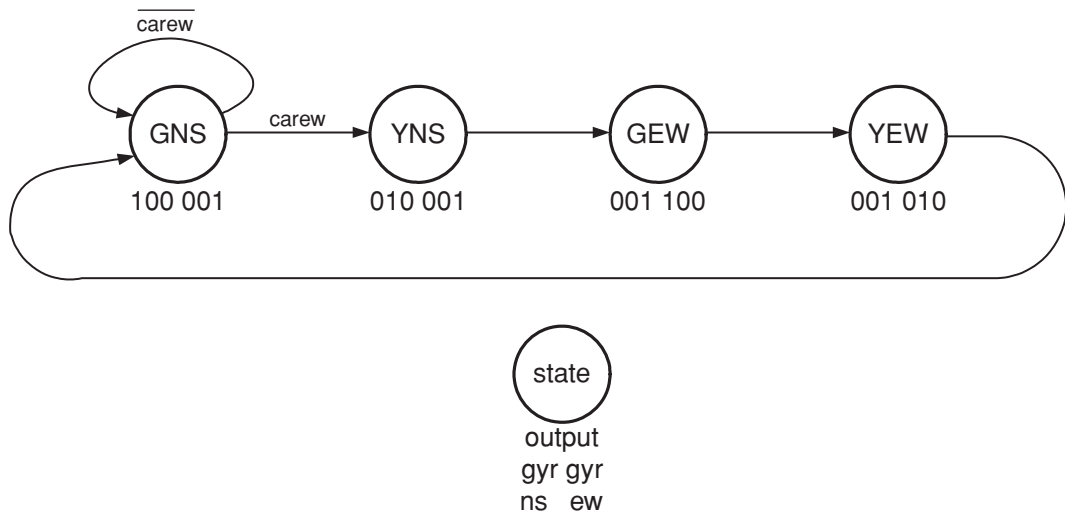 carew
GNS carew YNS GEW YEW
100 001 010 001 001 100 001 010
state
output
gyr gyr
ns ew